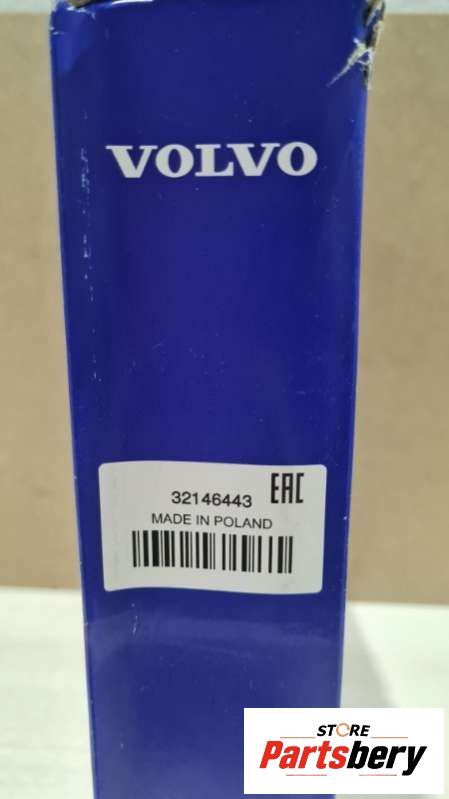 VOLVO
32146443 EAC
MADE IN POLAND
STORE
Partsbery